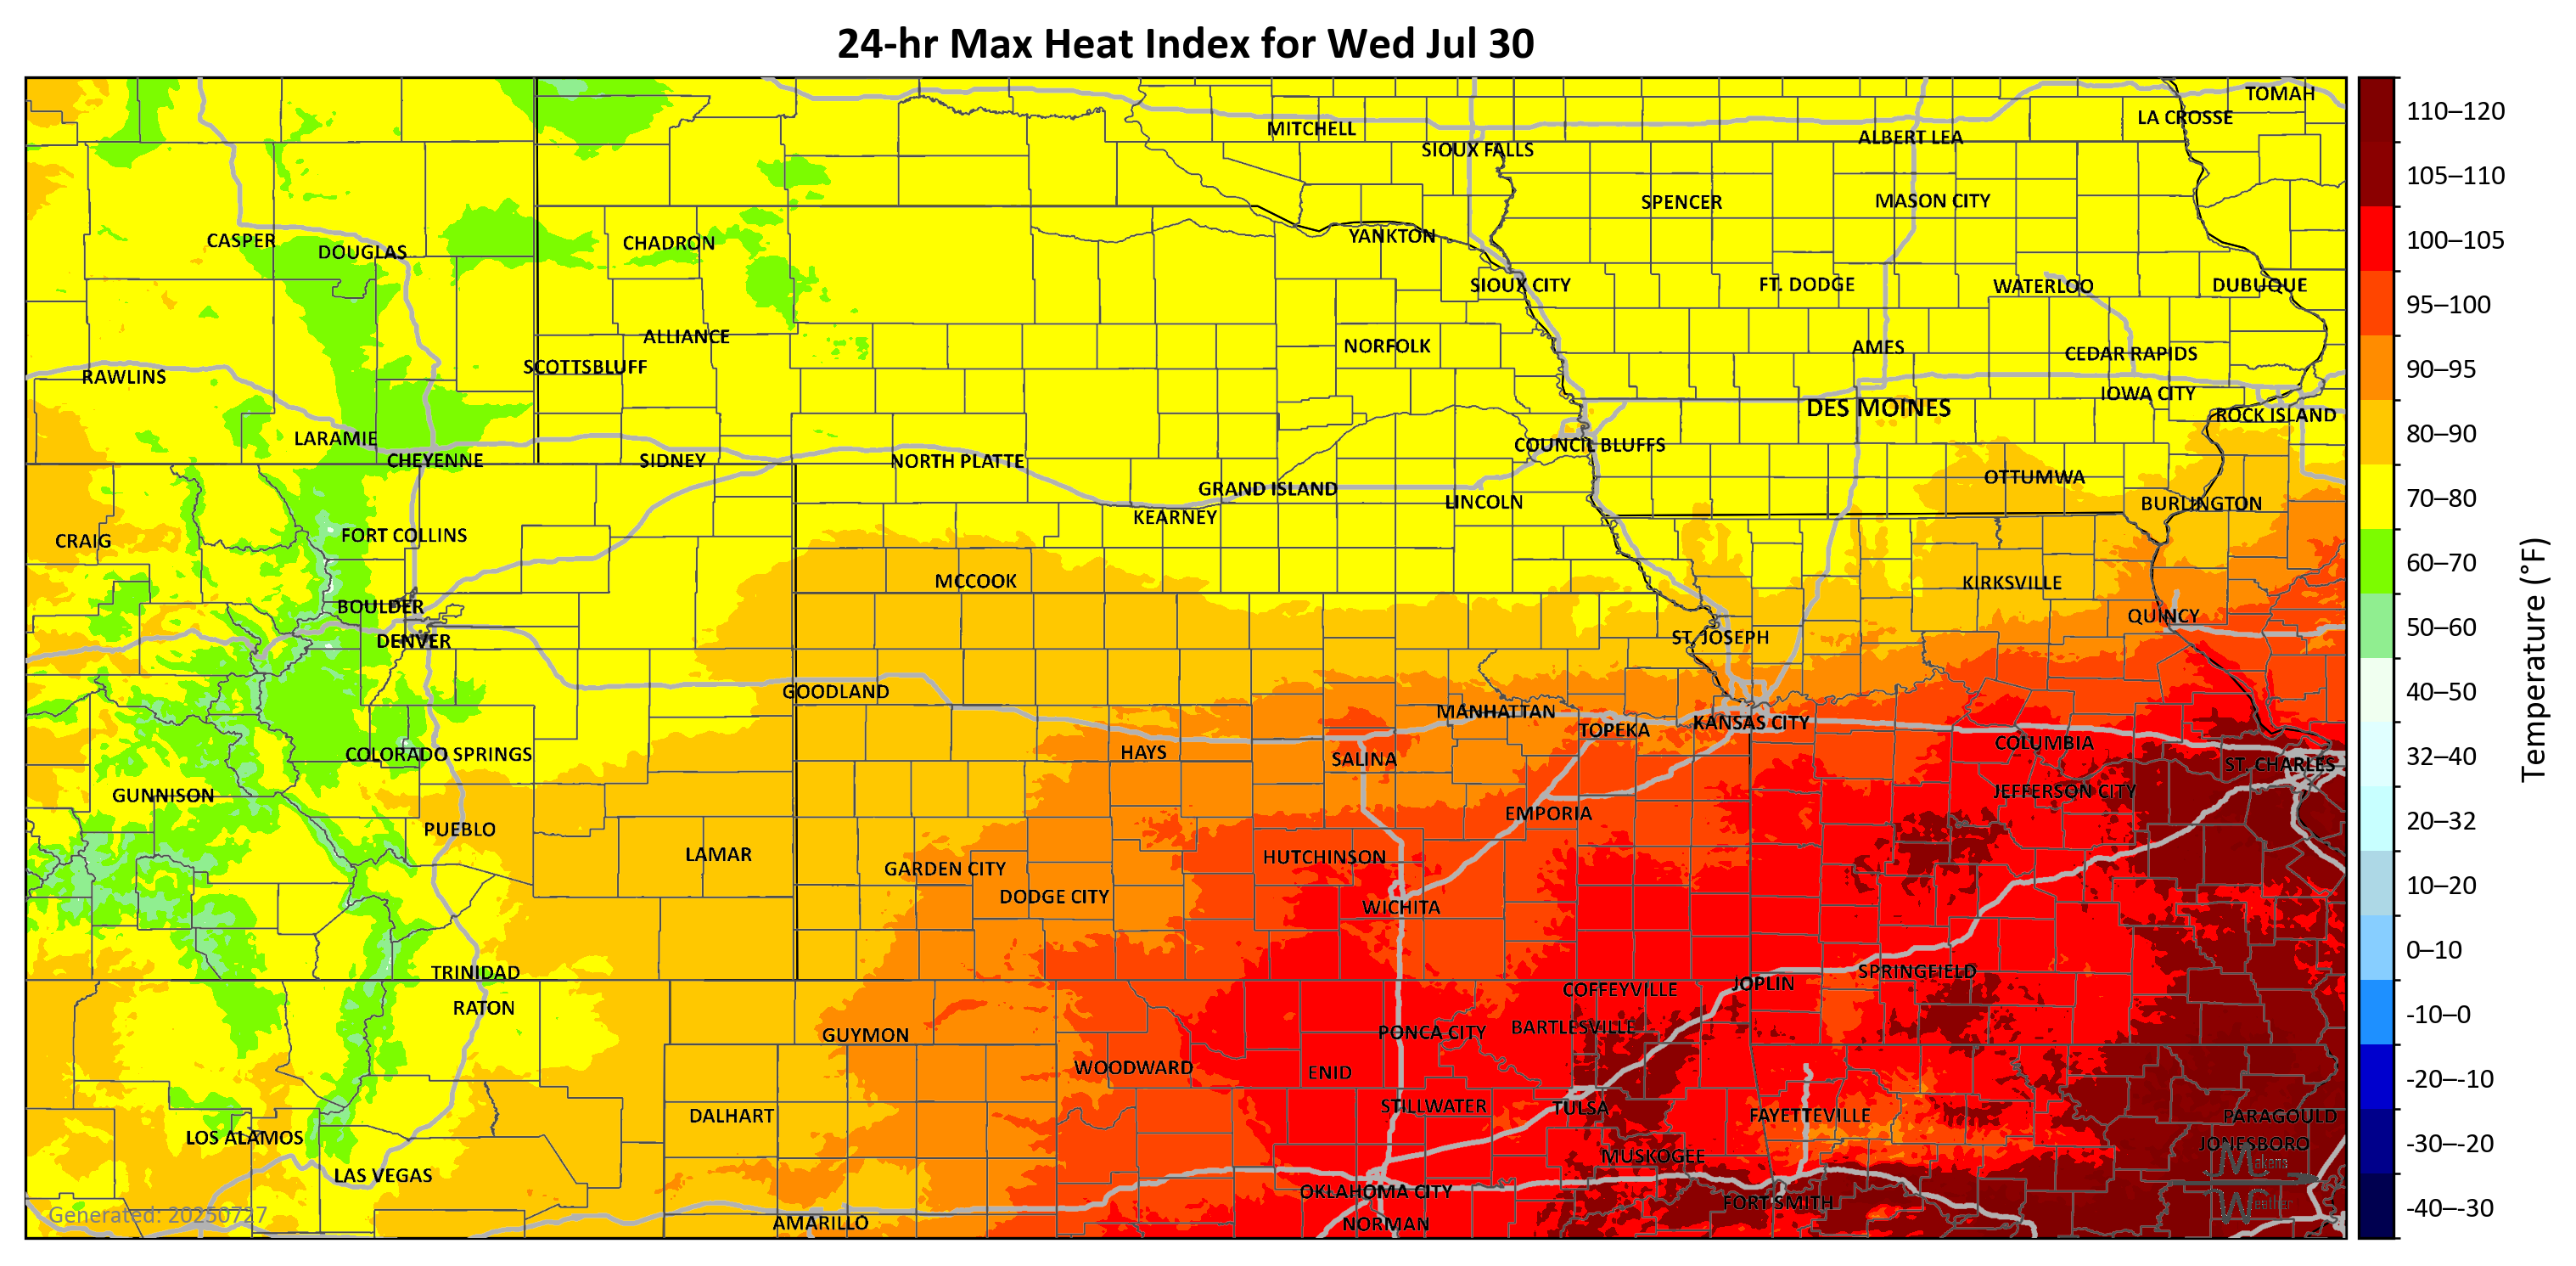 24-hr Max Heat Index for Wed Jul 30
TOMAH
LA CROSSE
MITCHELL
ALBERT LEA
SIOUX FALLS
SPENCER
MASON CITY
YANKTON
CASPER
DOUGLAS
CHADRON
SIOUX CITY
FT. DODGE
WATERLOO
DUBUQUE
ALLIANCE
NORFOLK
AMES
CEDAR RAPIDS
SCOTTSBLUFF
RAWLINS
IOWA CITY
DES MOINES
ROCK ISLAND
LARAMIE
COUNCIL BLUFFS
CHEYENNE
SIDNEY
NORTH PLATTE
OTTUMWA
GRAND ISLAND
LINCOLN
BURLINGTON
KEARNEY
FORT COLLINS
CRAIG
MCCOOK
KIRKSVILLE
BOULDER
QUINCY
DENVER
ST. JOSEPH
GOODLAND
MANHATTAN
KANSAS CITY
TOPEKA
COLUMBIA
HAYS
COLORADO SPRINGS
SALINA
ST. CHARLES
JEFFERSON CITY
GUNNISON
EMPORIA
PUEBLO
LAMAR
HUTCHINSON
GARDEN CITY
DODGE CITY
WICHITA
TRINIDAD
SPRINGFIELD
JOPLIN
COFFEYVILLE
RATON
BARTLESVILLE
PONCA CITY
GUYMON
WOODWARD
ENID
STILLWATER
TULSA
DALHART
FAYETTEVILLE
PARAGOULD
LOS ALAMOS
JONESBORO
MUSKOGEE
Makens
LAS VEGAS
OKLAHOMA CITY
FORT SMITH
Weather
Generated: 20250727
AMARILLO
NORMAN
110–120
105–110
100–105
95–100
90–95
80–90
70–80
60–70
50–60
40–50
32–40
20–32
10–20
0–10
-10–0
-20–-10
-30–-20
-40–-30
Temperature (°F)